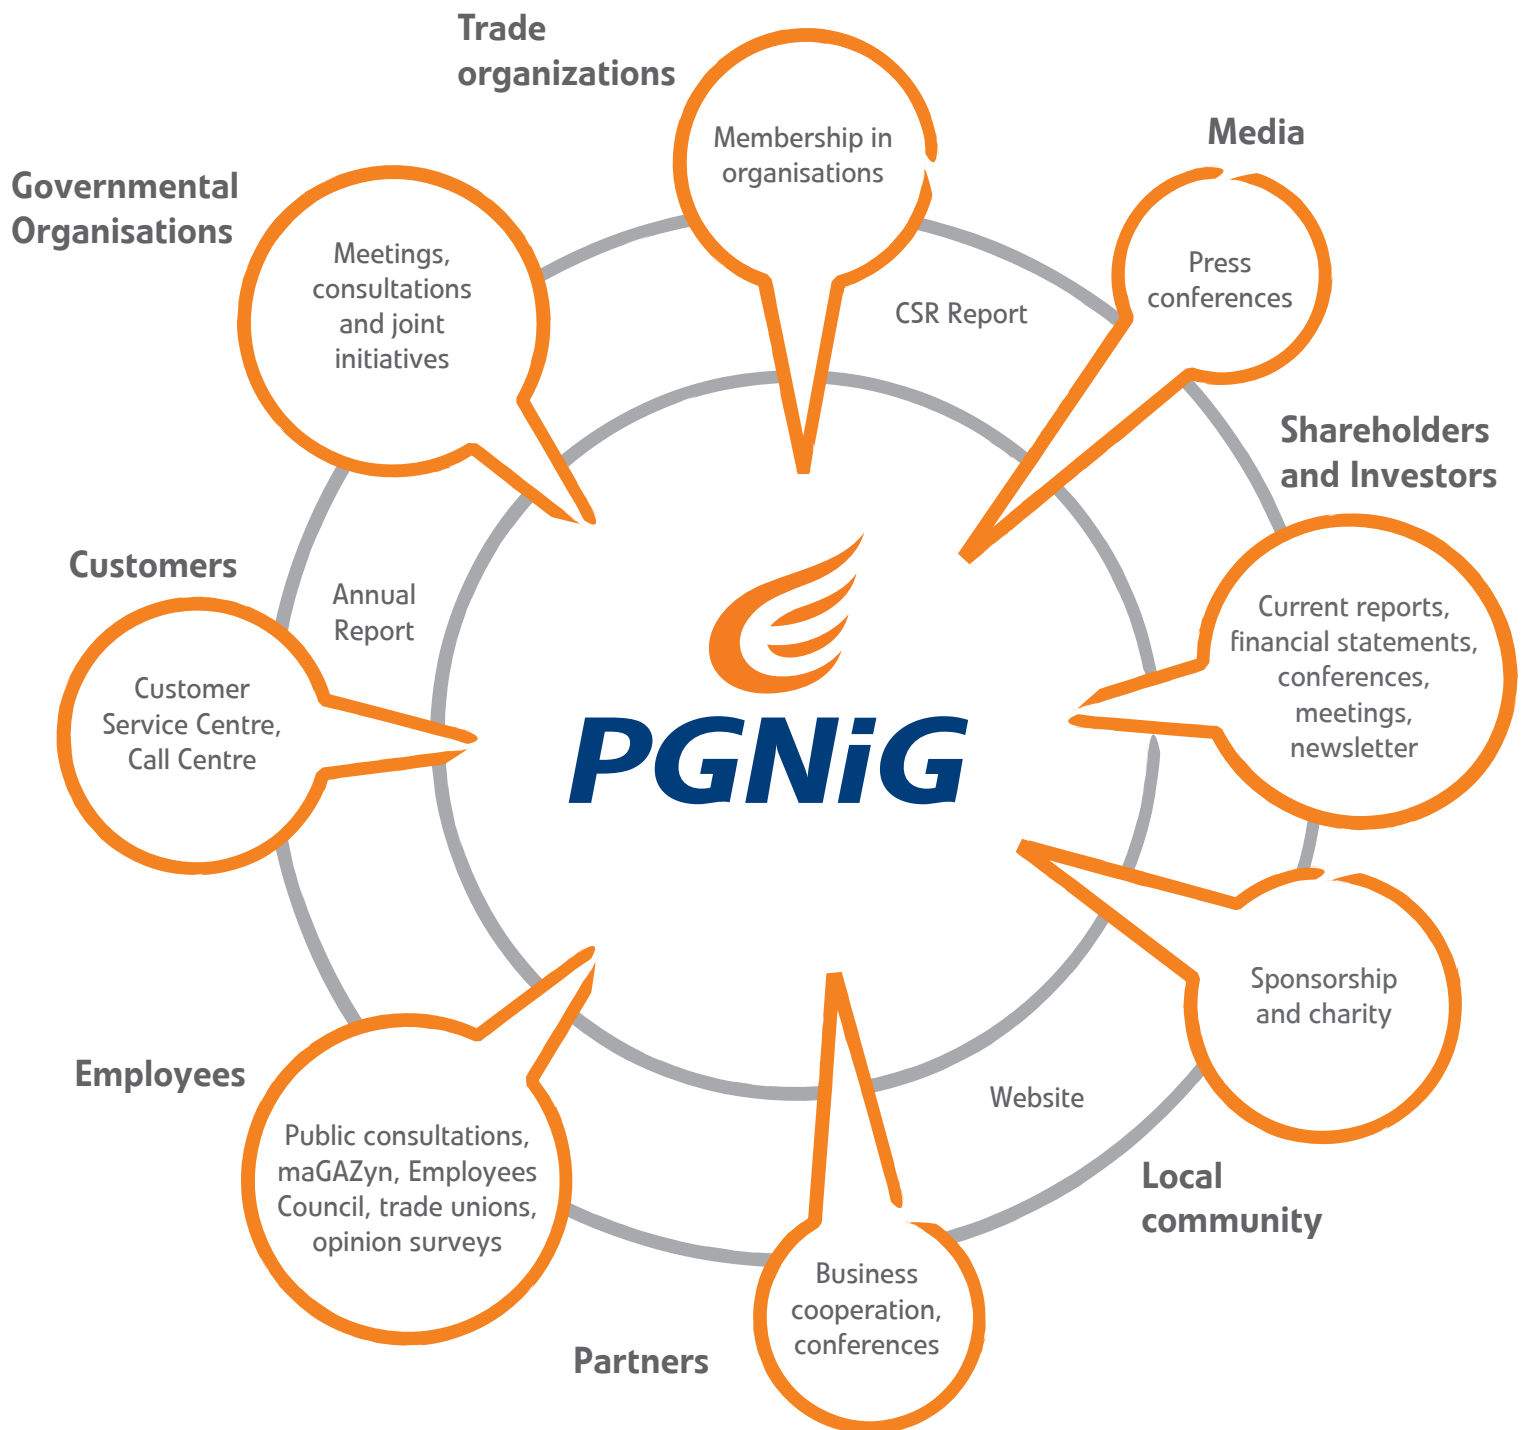 Trade
organizations
Membership in
organisations
Media
Press
conferences
Governmental
Organisations
Meetings,
consultations
and joint
initiatives
CSR Report
Shareholders
and Investors
Current reports,
financial statements,
conferences,
meetings,
newsletter
Customers
Customer
Service Centre,
Call Centre
Annual
Report
PGNiG
Sponsorship
and charity
Local
community
Employees
Public consultations,
maGAZyn, Employees
Council, trade unions,
opinion surveys
Website
Business
cooperation,
conferences
Partners